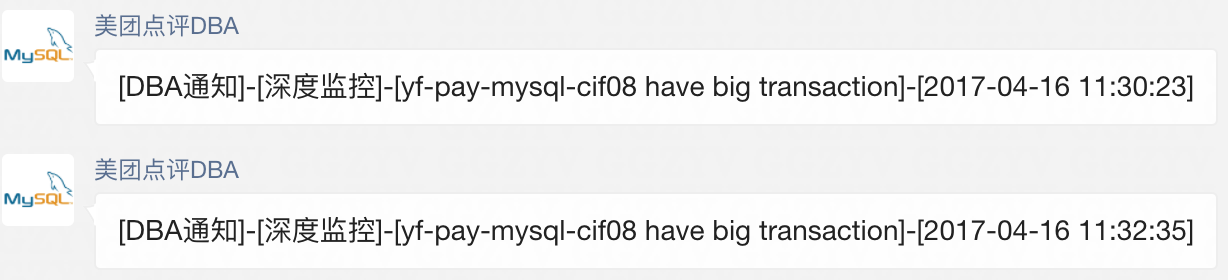 美团点评DBA
MySQL
[DBA通知]-[深度监控]-[yf-pay-mysql-cif08 have big transaction]-[2017-04-16 11:30:23]
美团点评DBA
MySQL
[DBA通知]-[深度监控]-[yf-pay-mysql-cif08 have big transaction]-[2017-04-16 11:32:35]